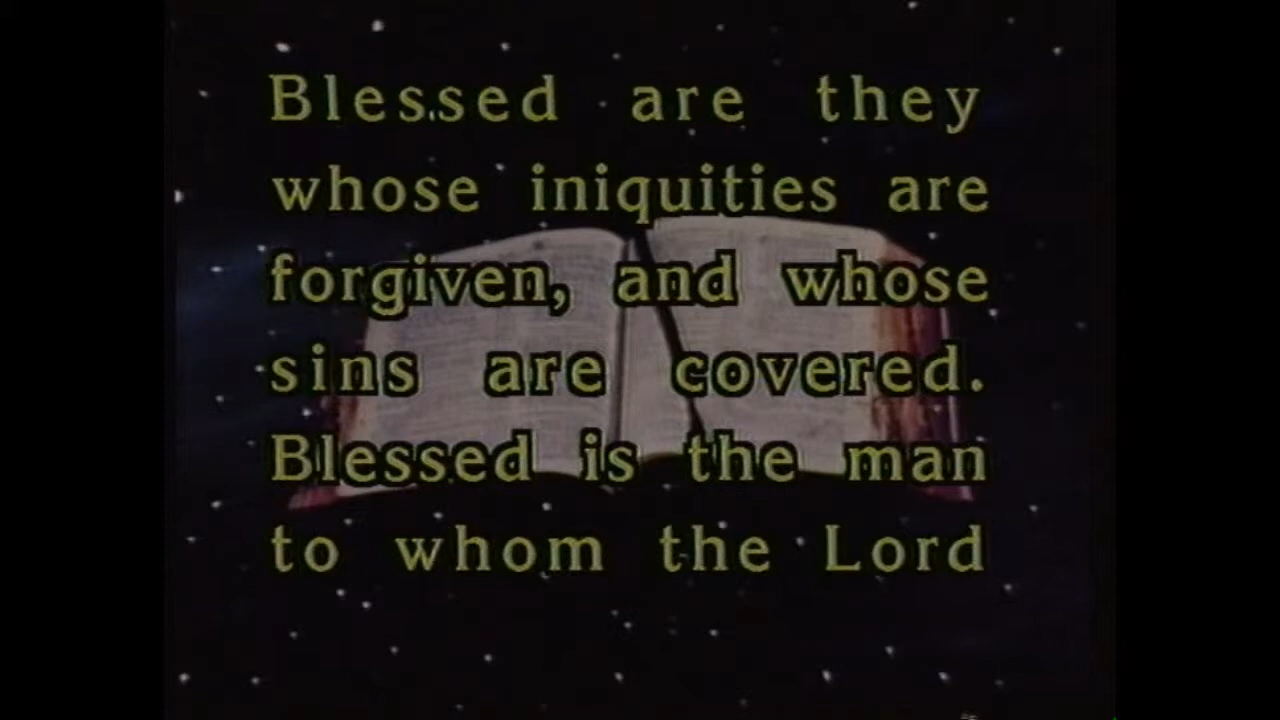 Blessed are they
whose iniquities are
forgiven, and whose
sins are covered.
Blessed is the man
to whom the Lord